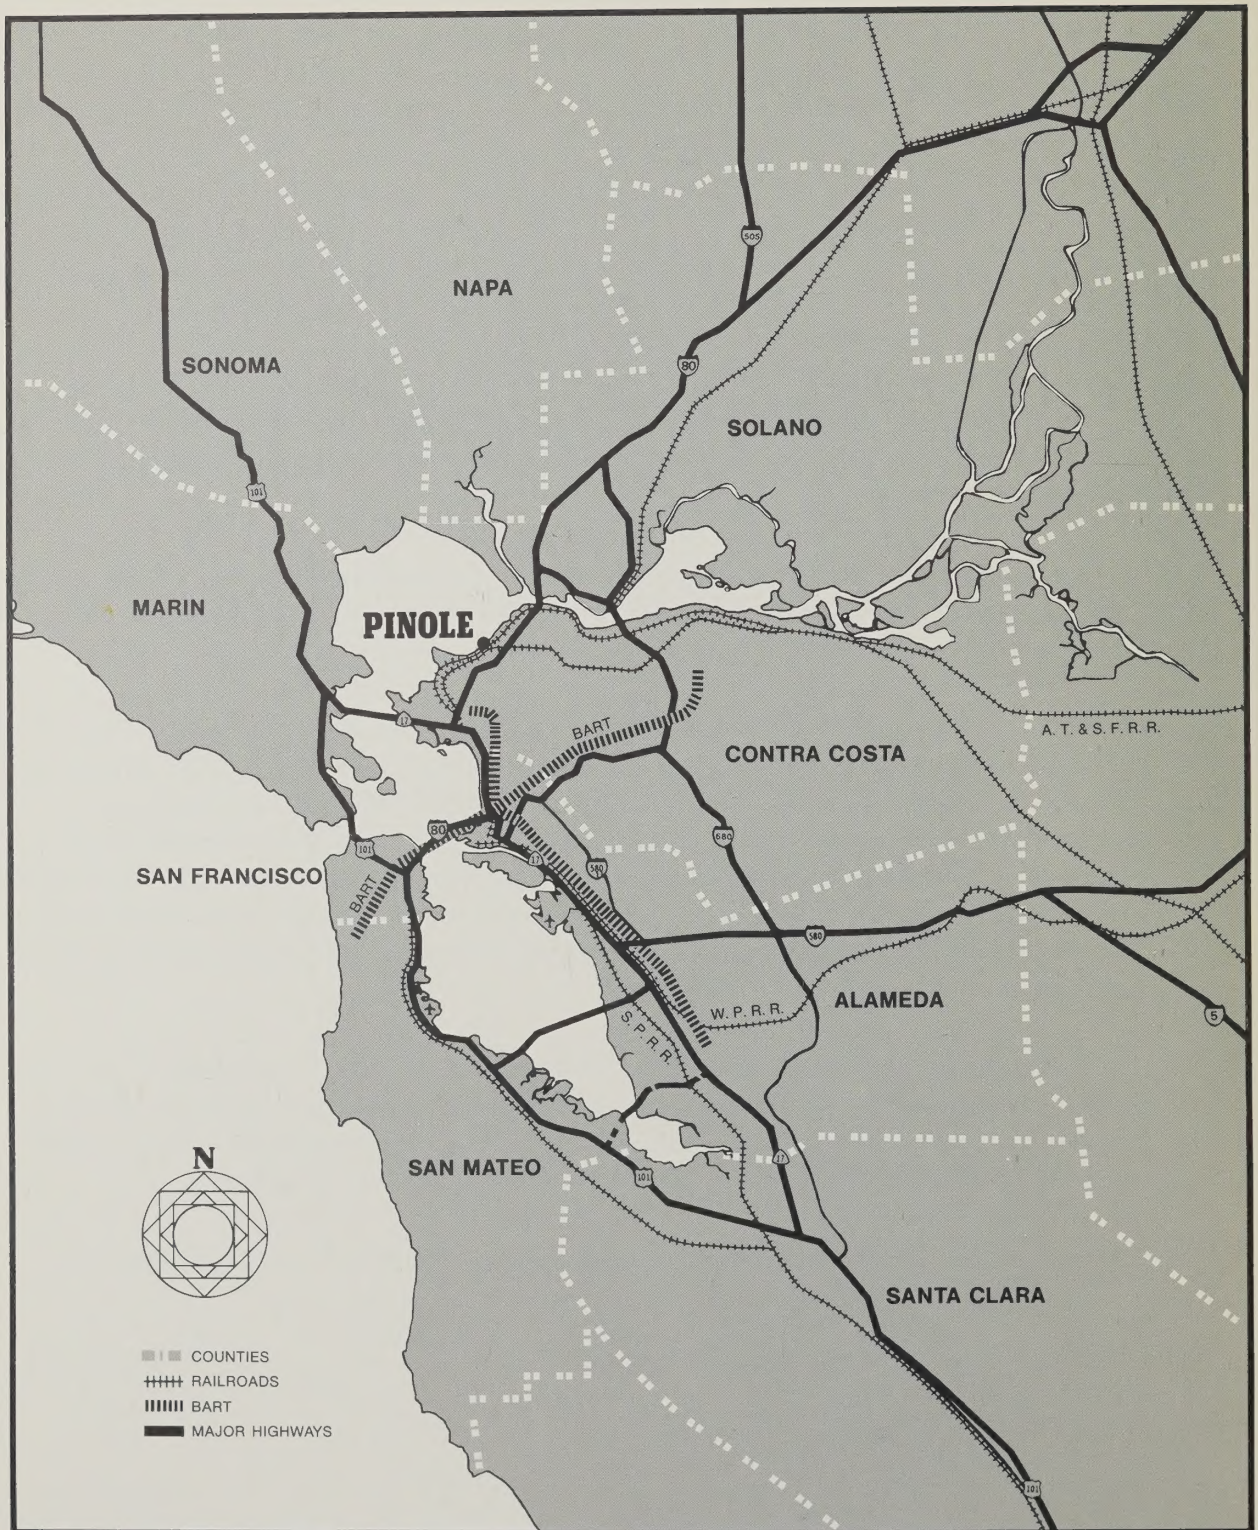 505
NAPA
80
SONOMA
SOLANO
101
MARIN
PINOLE
17
BART
A. T. & S. F. R. R.
CONTRA COSTA
80
680
101
17
580
SAN FRANCISCO
BART
580
ALAMEDA
W. P. R. R.
S. P. R. R.
5
SAN MATEO
17
101
N
SANTA CLARA
COUNTIES
RAILROADS
BART
MAJOR HIGHWAYS
101